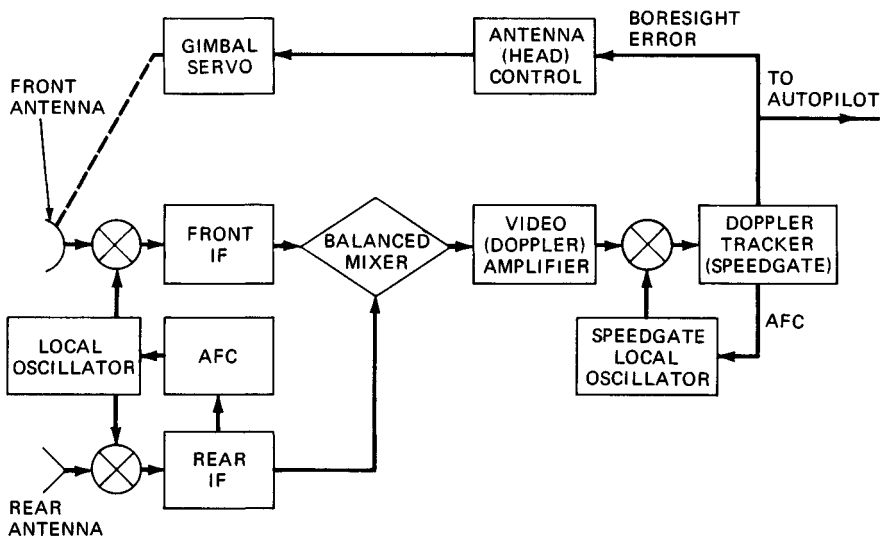 GIMBAL
SERVO
ANTENNA
(HEAD)
CONTROL
BORESIGHT
ERROR
TO
AUTOPILOT
FRONT
ANTENNA
FRONT
IF
BALANCED
MIXER
VIDEO
(DOPPLER)
AMPLIFIER
DOPPLER
TRACKER
(SPEEDGATE)
LOCAL
OSCILLATOR
AFC
SPEEDGATE
LOCAL
OSCILLATOR
AFC
REAR
IF
REAR
ANTENNA